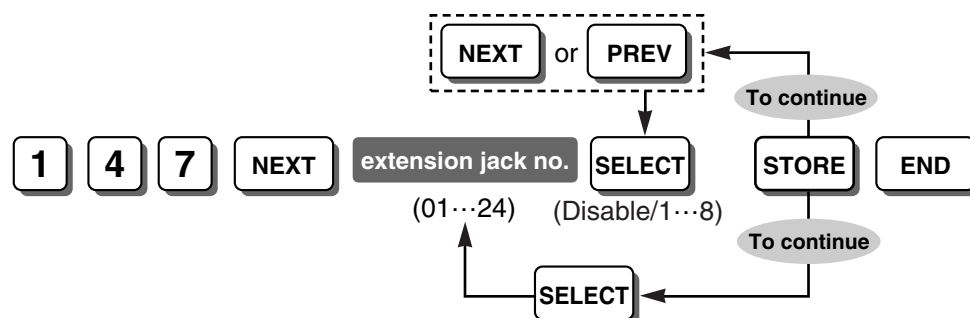 NEXT or PREV
To continue
1 4 7 NEXT extension jack no. SELECT STORE END
(01⋯24) (Disable/1⋯8)
To continue
SELECT